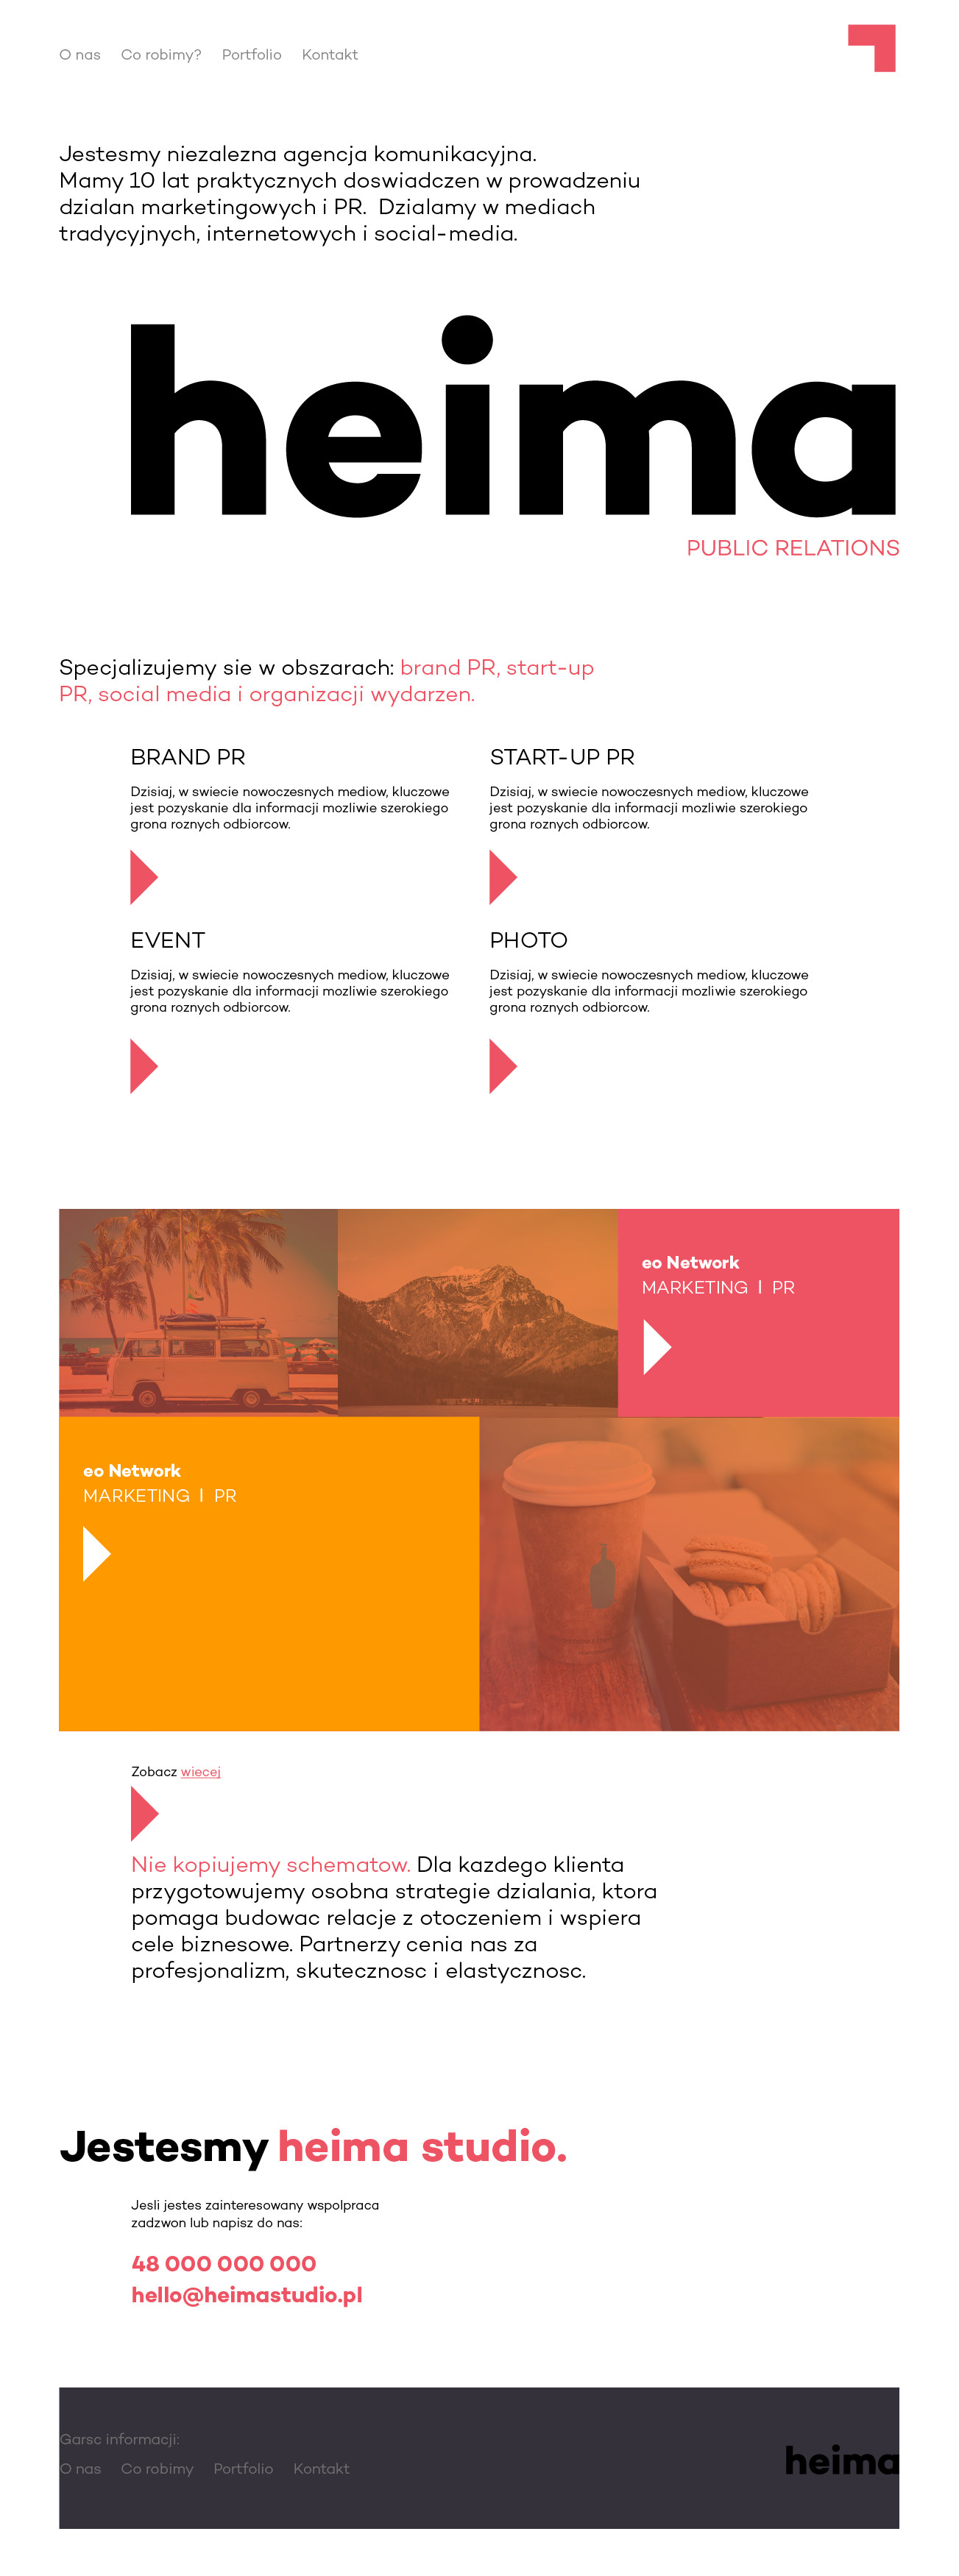 O nas Co robimy? Portfolio Kontakt
Jestesmy niezalezna agencja komunikacyjna.
Mamy 10 lat praktycznych doswiadczen w prowadzeniu
dzialan marketingowych i PR. Dzialamy w mediach
tradycyjnych, internetowych i social-media.
heima
PUBLIC RELATIONS
Specjalizujemy sie w obszarach: brand PR, start-up
PR, social media i organizacji wydarzen.
BRAND PR
Dzisiaj, w swiecie nowoczesnych mediow, kluczowe
jest pozyskanie dla informacji mozliwie szerokiego
grona roznych odbiorcow.
START-UP PR
Dzisiaj, w swiecie nowoczesnych mediow, kluczowe
jest pozyskanie dla informacji mozliwie szerokiego
grona roznych odbiorcow.
EVENT
Dzisiaj, w swiecie nowoczesnych mediow, kluczowe
jest pozyskanie dla informacji mozliwie szerokiego
grona roznych odbiorcow.
PHOTO
Dzisiaj, w swiecie nowoczesnych mediow, kluczowe
jest pozyskanie dla informacji mozliwie szerokiego
grona roznych odbiorcow.
eo Network
MARKETING | PR
eo Network
MARKETING | PR
Zobacz wiecej
Nie kopiujemy schematow. Dla kazdego klienta
przygotowujemy osobna strategie dzialania, ktora
pomaga budowac relacje z otoczeniem i wspiera
cele biznesowe. Partnerzy cenia nas za
profesjonalizm, skutecznosc i elastycznosc.
Jestesmy heima studio.
Jesli jestes zainteresowany wspolpraca
zadzwon lub napisz do nas:
48 000 000 000
hello@heimastudio.pl
Garsc informacji:
O nas Co robimy Portfolio Kontakt
heima